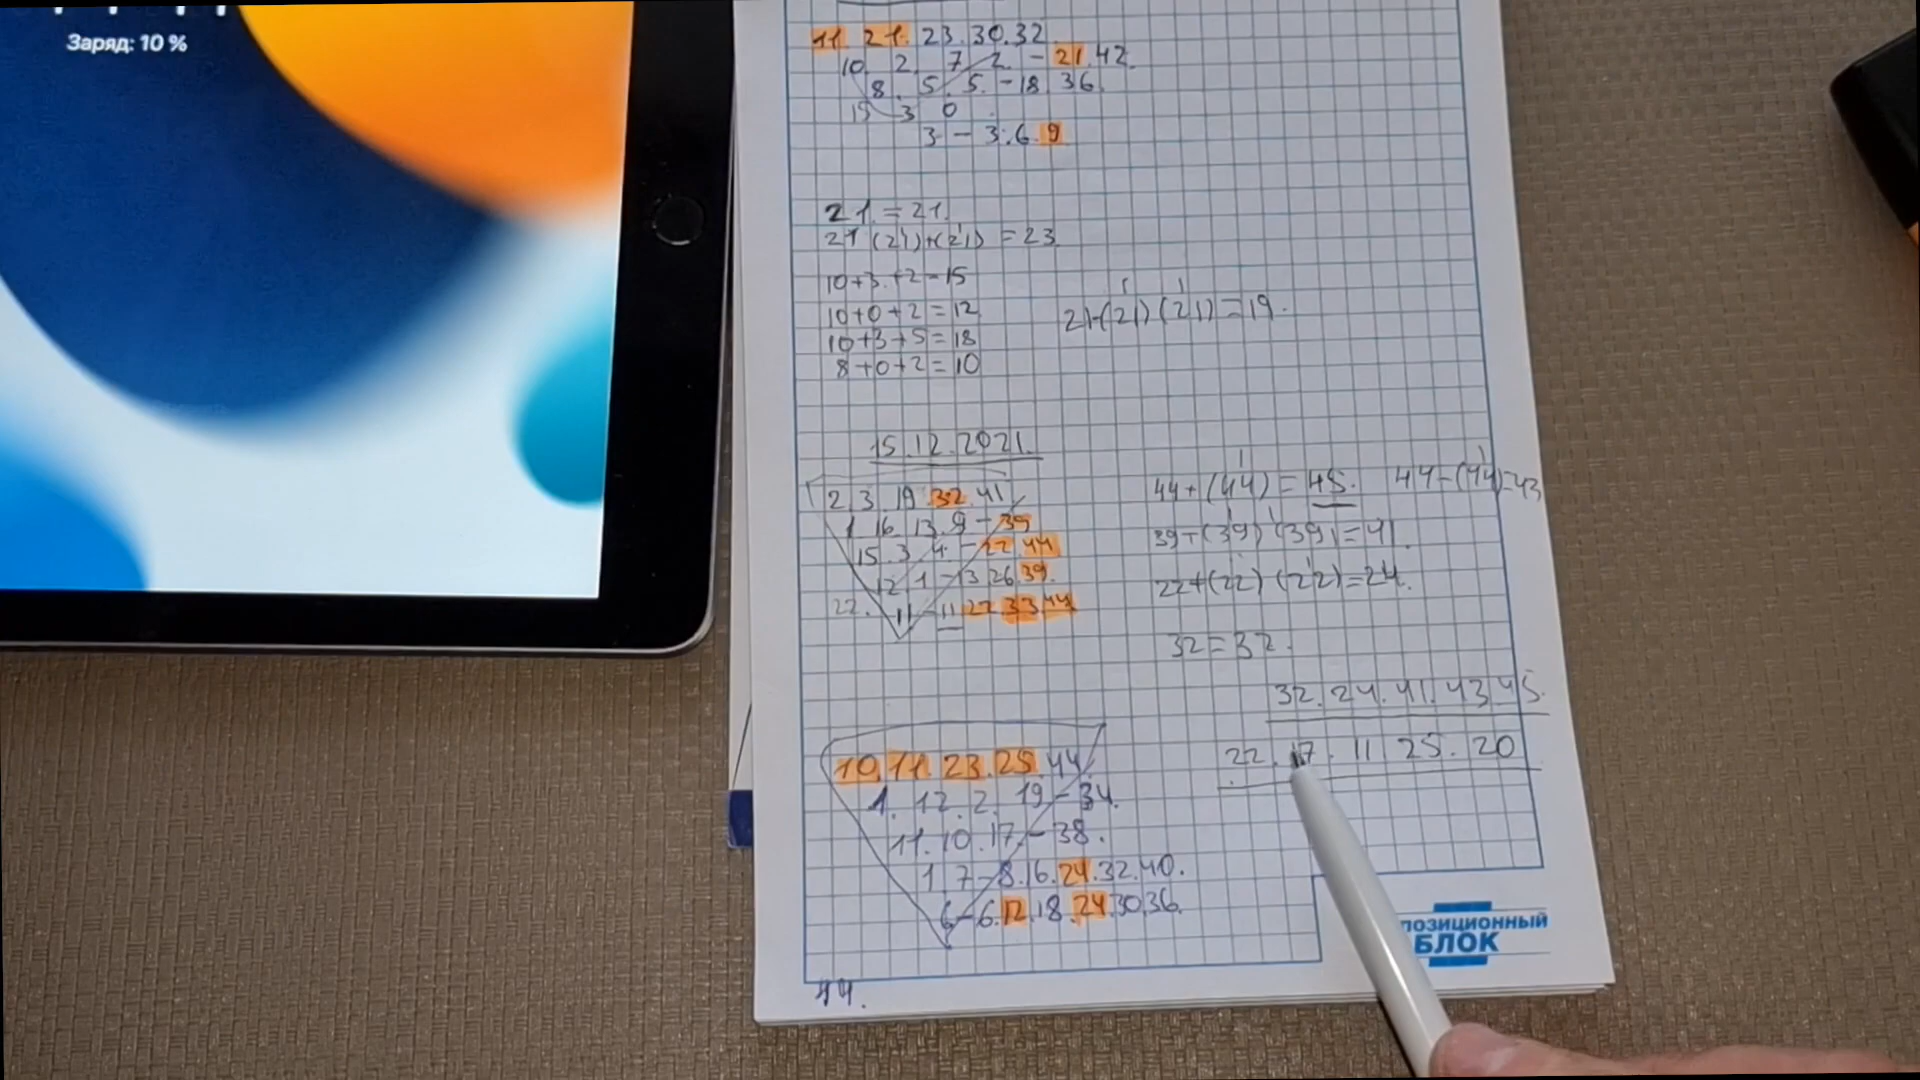 Заряд: 10 %
11. 21. 23. 30. 32
10 2 7 2 - 21. 42.
8. 5. 5. - 18 36
15 3 0
3 - 3. 6. 9
21 = 21.
21 (21)+(21) = 23
10+3+2=15
10+0+2=12
10+3+5=18
8+0+2=10
21-(21)(21)=19.
15.12.2021.
2 3 19 32 41
1 16 13. 9 - 39
15. 3. 4. - 22 44
12 1 - 13 26 39.
22. 11 - 11 22 33 44
44+(44) = 45. 44-(44)=43
39+(39)(39)=41.
22+(22)(22)=24.
32=32.
32. 24. 41. 43 45.
22. 17. 11 25. 20
10. 11. 23. 25. 44.
1. 12. 2. 19 - 34.
11. 10. 17. - 38.
1 7 - 8. 16. 24. 32. 40.
6 - 6. 12. 18. 24. 30 36.
44.
ПОЗИЦИОННЫЙ
БЛОК